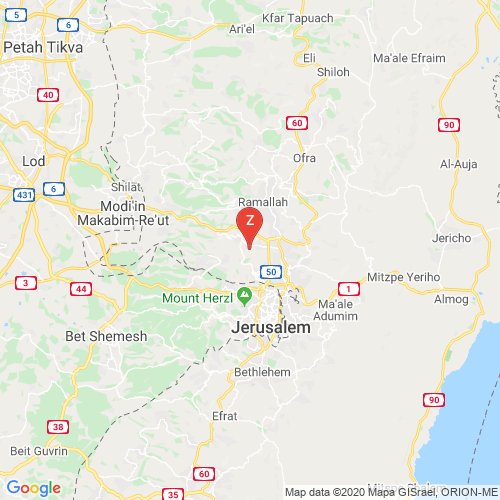 Kfar Tapuach
5
6
Ari'el
Petah Tikva
Eli
Ma'ale Efraim
Shiloh
40
60
90
Ofra
Lod
Al-Auja
Shilat
6
431
Modi'in
Makabim-Re'ut
Ramallah
Z
Jericho
50
3
44
1
Mitzpe Yeriho
Mount Herzl
Ma'ale
Adumim
Almog
Jerusalem
Bet Shemesh
Bethlehem
90
Efrat
38
Beit Guvrin
60
35
Google
Map data ©2020 Mapa GISrael, ORION-ME